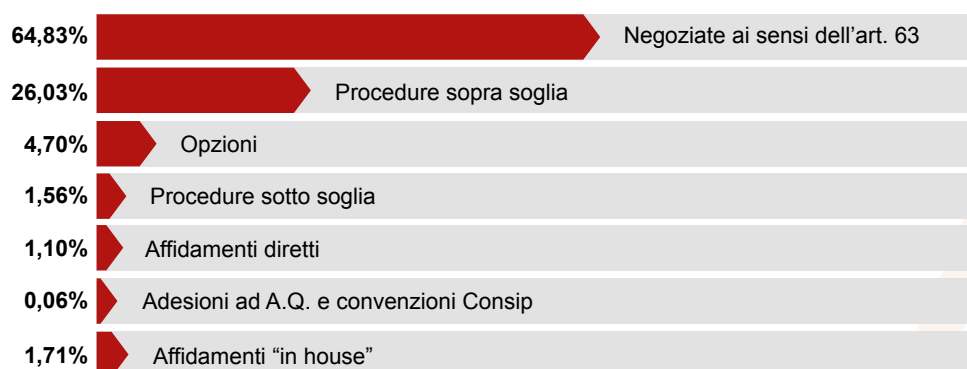 64,83% Negoziate ai sensi dell'art. 63
26,03% Procedure sopra soglia
4,70% Opzioni
1,56% Procedure sotto soglia
1,10% Affidamenti diretti
0,06% Adesioni ad A.Q. e convenzioni Consip
1,71% Affidamenti “in house”